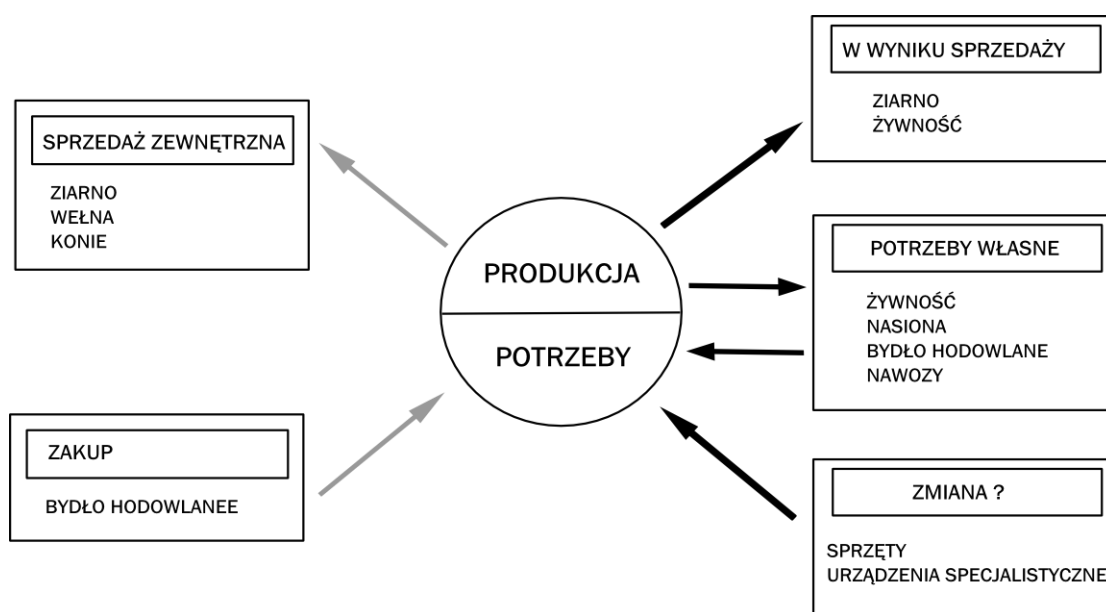 SPRZEDAŻ ZEWNĘTRZNA
ZIARNO
WEŁNA
KONIE
ZAKUP
BYDŁO HODOWLANEE
PRODUKCJA
POTRZEBY
W WYNIKU SPRZEDAŻY
ZIARNO
ŻYWNOŚĆ
POTRZEBY WŁASNE
ŻYWNOŚĆ
NASIONA
BYDŁO HODOWLANE
NAWOZY
ZMIANA ?
SPRZĘTY
URZĄDZENIA SPECJALISTYCZNE